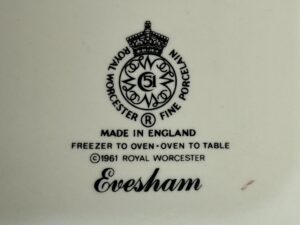 ROYAL WORCESTER ® FINE PORCELAIN
C 51
MADE IN ENGLAND
FREEZER TO OVEN - OVEN TO TABLE
© 1961 ROYAL WORCESTER
Evesham